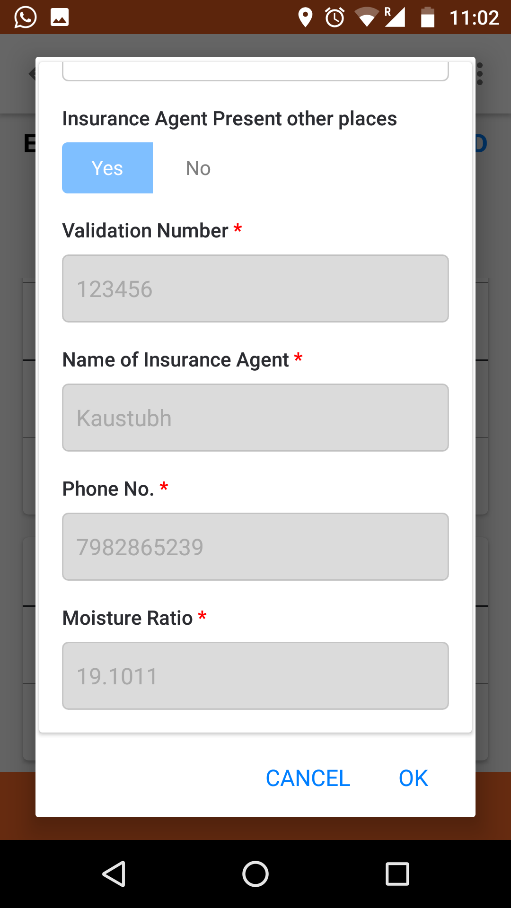 R
11:02
E
D
Insurance Agent Present other places
Yes No
Validation Number *
123456
Name of Insurance Agent *
Kaustubh
Phone No. *
7982865239
Moisture Ratio *
19.1011
CANCEL OK